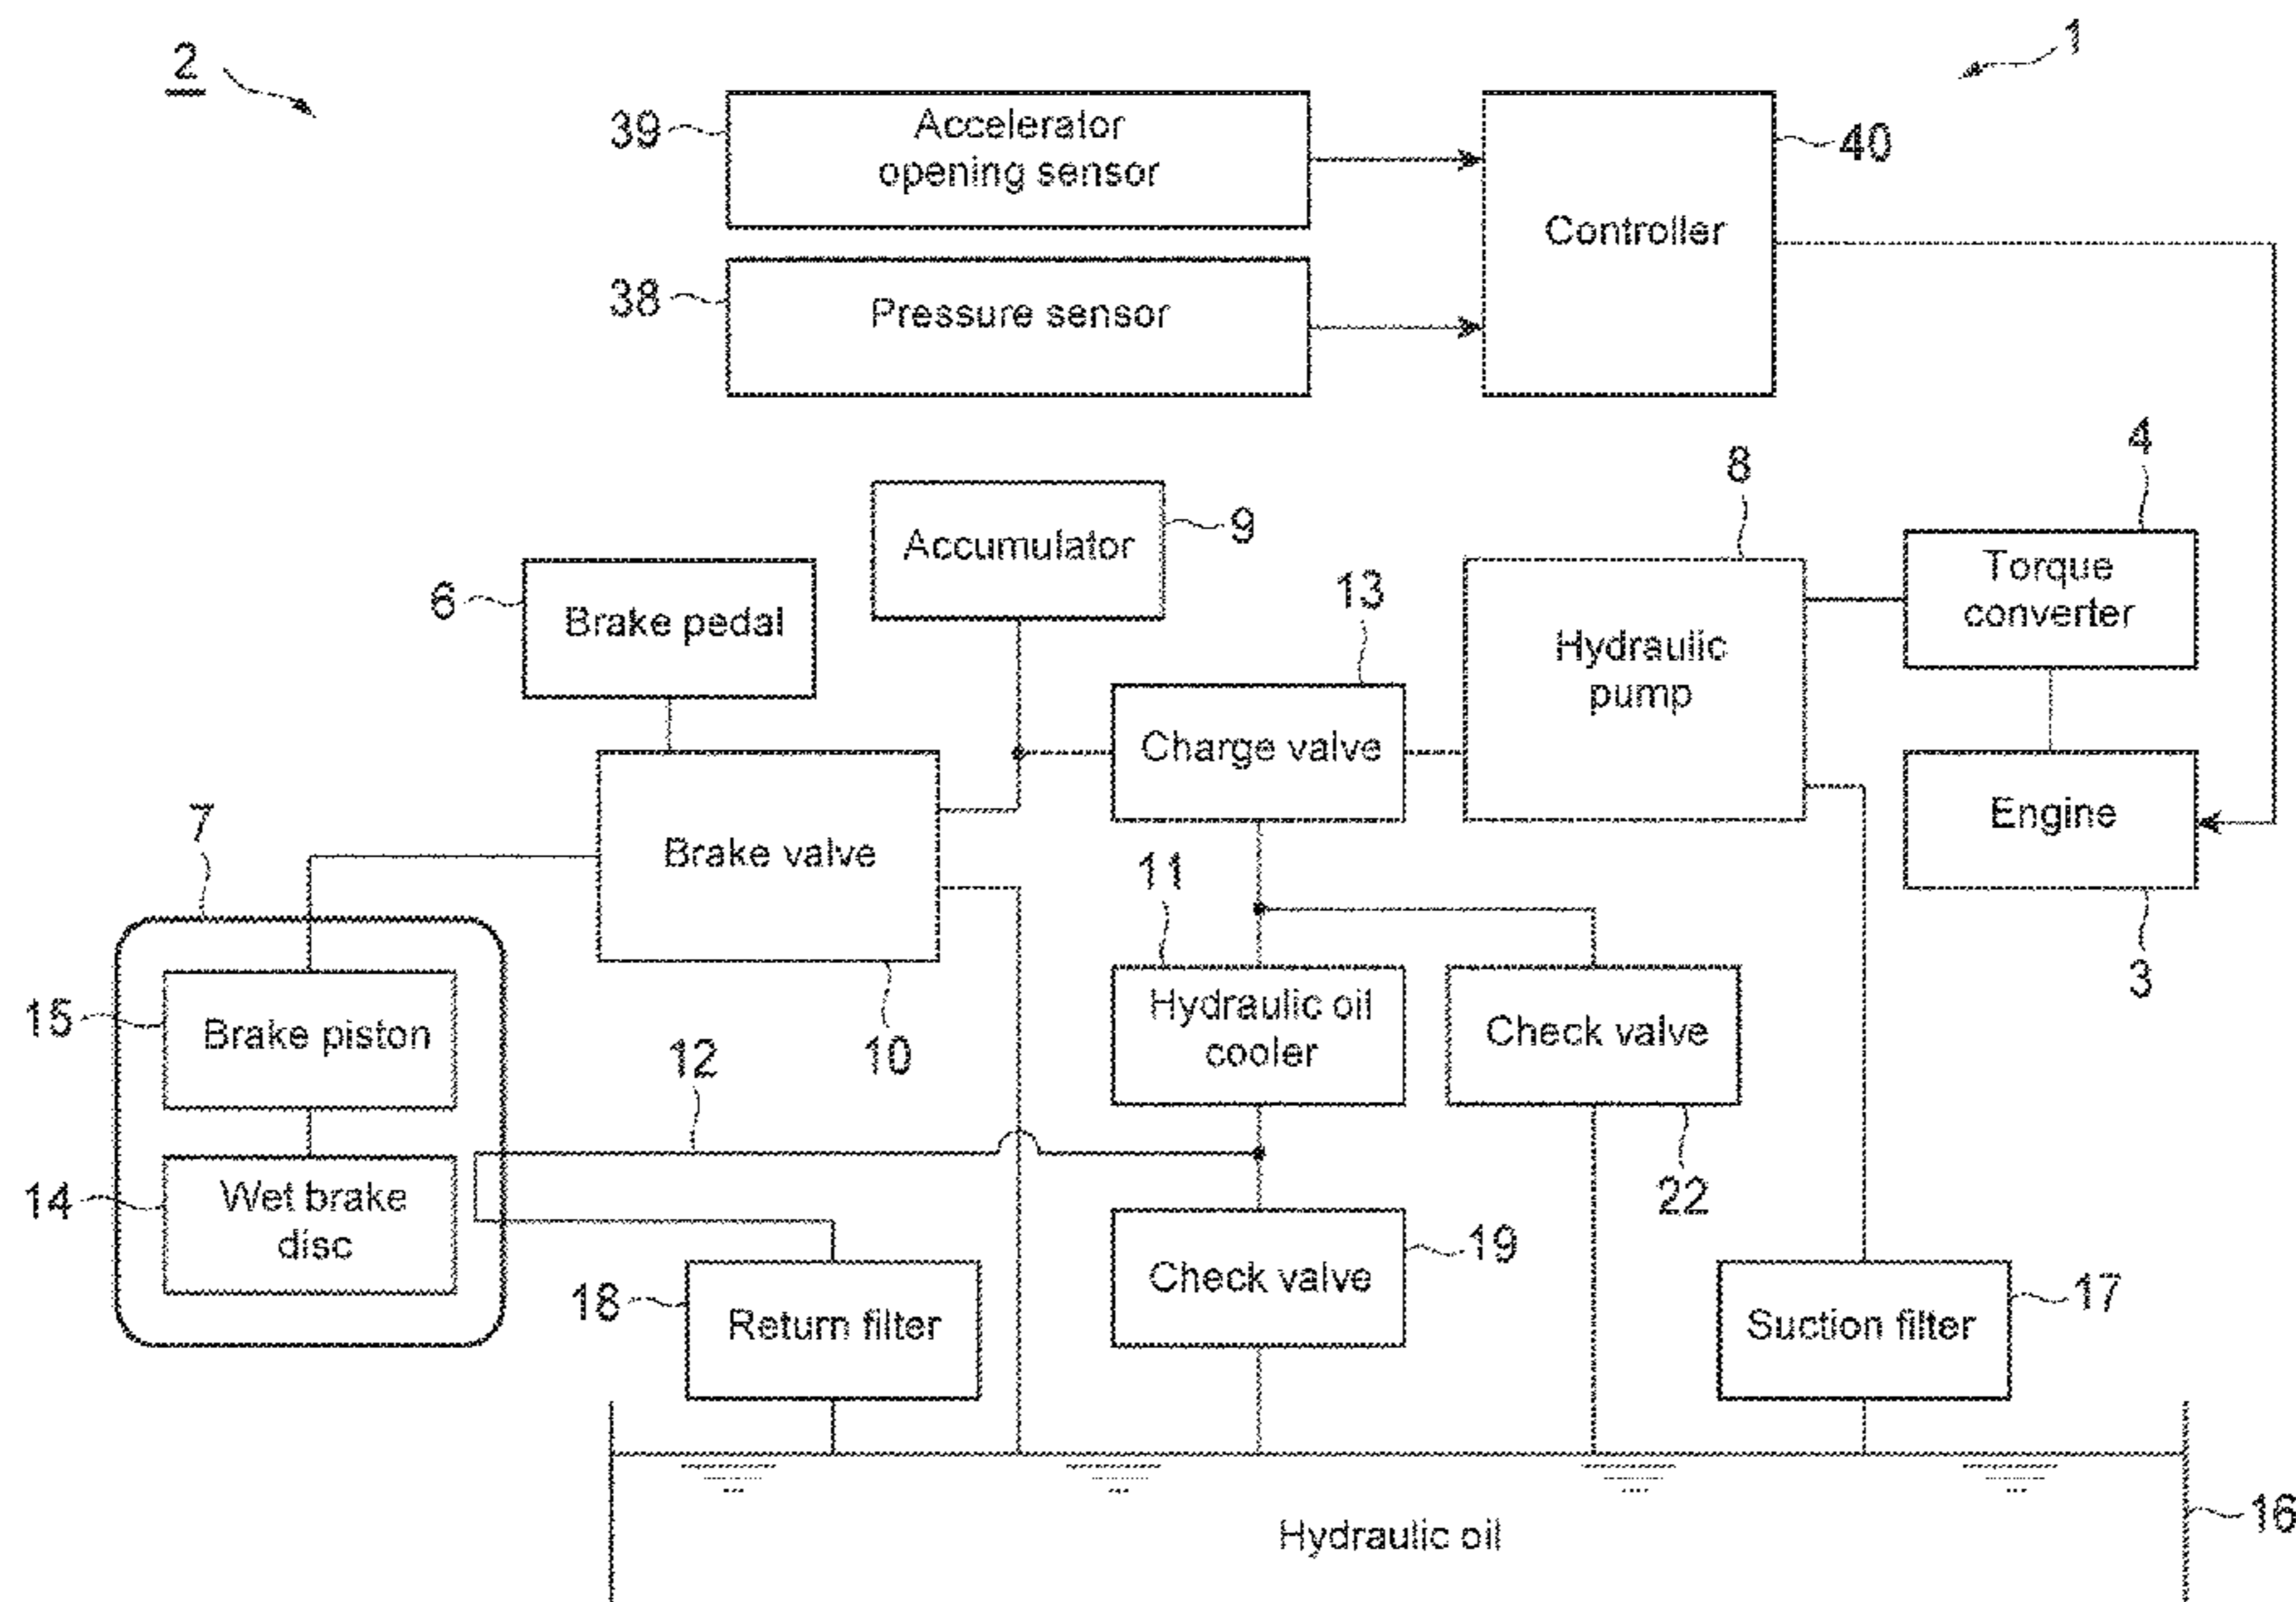 2
1
39
Accelerator
opening sensor
40
Controller
38
Pressure sensor
4
8
9
Accumulator
Torque
converter
6
Brake pedal
13
Hydraulic
pump
Charge valve
7
Engine
Brake valve
11
3
15
Brake piston
10
12
Hydraulic oil
cooler
Check valve
14
Wet brake
disc
22
19
Check valve
18
Return filter
17
Suction filter
16
Hydraulic oil